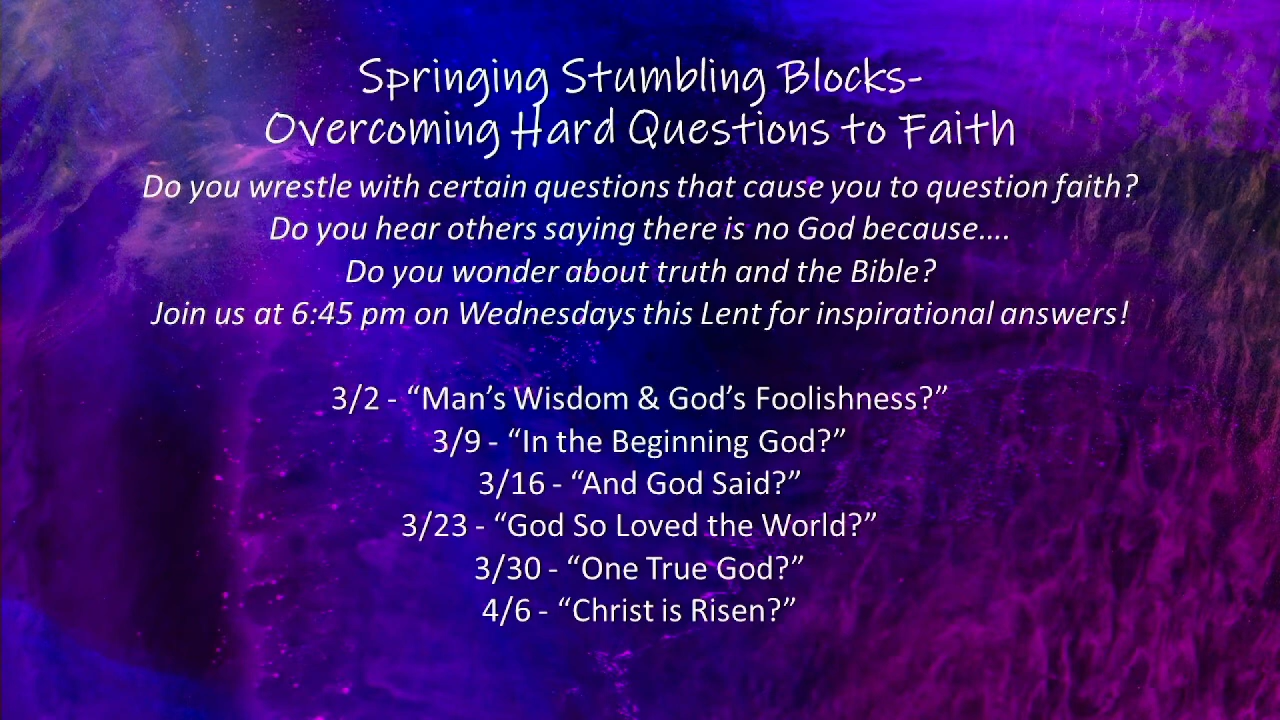 Springing Stumbling Blocks-
Overcoming Hard Questions to Faith
Do you wrestle with certain questions that cause you to question faith?
Do you hear others saying there is no God because....
Do you wonder about truth and the Bible?
Join us at 6:45 pm on Wednesdays this Lent for inspirational answers!
3/2 - “Man’s Wisdom & God’s Foolishness?”
3/9 - “In the Beginning God?”
3/16 - “And God Said?”
3/23 - “God So Loved the World?”
3/30 - “One True God?”
4/6 - “Christ is Risen?”